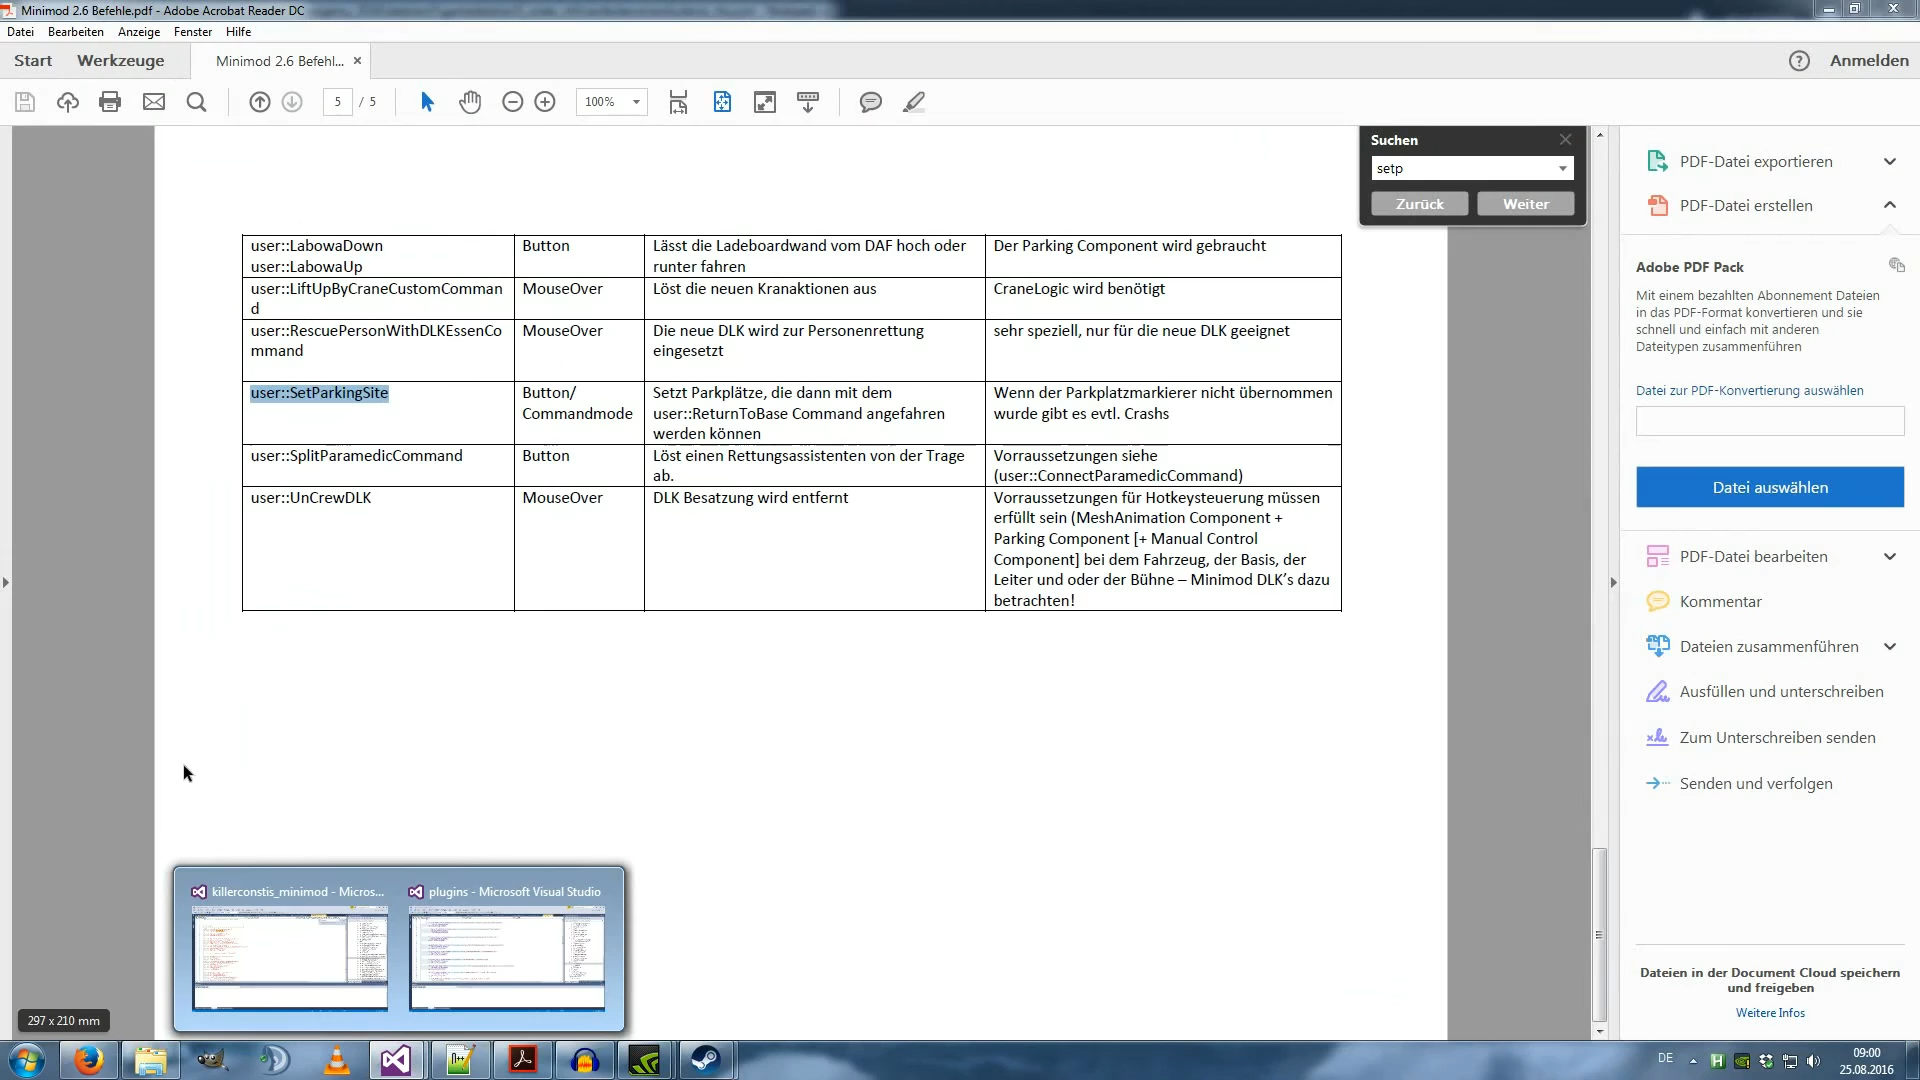 Minimod 2.6 Befehle.pdf - Adobe Acrobat Reader DC
Datei Bearbeiten Anzeige Fenster Hilfe
Start Werkzeuge Minimod 2.6 Befehl... × ? Anmelden
5 / 5 100%
Suchen
setp
Zurück Weiter
user::LabowaDown
user::LabowaUp
Button
Lässt die Ladeboardwand vom DAF hoch oder
runter fahren
Der Parking Component wird gebraucht
user::LiftUpByCraneCustomComman
d
MouseOver
Löst die neuen Kranaktionen aus
CraneLogic wird benötigt
user::RescuePersonWithDLKEssenCo
mmand
MouseOver
Die neue DLK wird zur Personenrettung
eingesetzt
sehr speziell, nur für die neue DLK geeignet
user::SetParkingSite
Button/
Commandmode
Setzt Parkplätze, die dann mit dem
user::ReturnToBase Command angefahren
werden können
Wenn der Parkplatzmarkierer nicht übernommen
wurde gibt es evtl. Crashs
user::SplitParamedicCommand
Button
Löst einen Rettungsassistenten von der Trage
ab.
Vorraussetzungen siehe
(user::ConnectParamedicCommand)
user::UnCrewDLK
MouseOver
DLK Besatzung wird entfernt
Vorraussetzungen für Hotkeysteuerung müssen
erfüllt sein (MeshAnimation Component +
Parking Component [+ Manual Control
Component] bei dem Fahrzeug, der Basis, der
Leiter und oder der Bühne – Minimod DLK's dazu
betrachten!
PDF-Datei exportieren
PDF-Datei erstellen
Adobe PDF Pack
Mit einem bezahlten Abonnement Dateien
in das PDF-Format konvertieren und sie
schnell und einfach mit anderen
Dateitypen zusammenführen
Datei zur PDF-Konvertierung auswählen
Datei auswählen
PDF-Datei bearbeiten
Kommentar
Dateien zusammenführen
Ausfüllen und unterschreiben
Zum Unterschreiben senden
Senden und verfolgen
Dateien in der Document Cloud speichern
und freigeben
Weitere Infos
killerconstis_minimod - Micros... plugins - Microsoft Visual Studio
297 x 210 mm
DE 09:00
25.08.2016